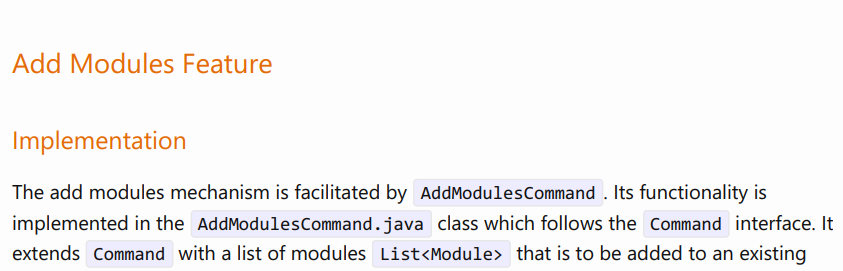 Add Modules Feature
Implementation
The add modules mechanism is facilitated by AddModulesCommand. Its functionality is
implemented in the AddModulesCommand.java class which follows the Command interface. It
extends Command with a list of modules List<Module> that is to be added to an existing